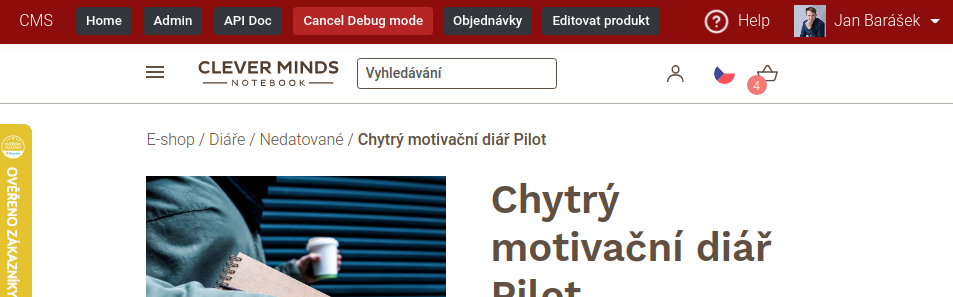 CMS Home Admin API Doc Cancel Debug mode Objednávky Editovat produkt ? Help Jan Barášek
CLEVER MINDS
NOTEBOOK
Vyhledávání
4
E-shop / Diáře / Nedatované / Chytrý motivační diář Pilot
OVĚŘENO ZÁKAZNÍKY
Chytrý
motivační diář
Pilot